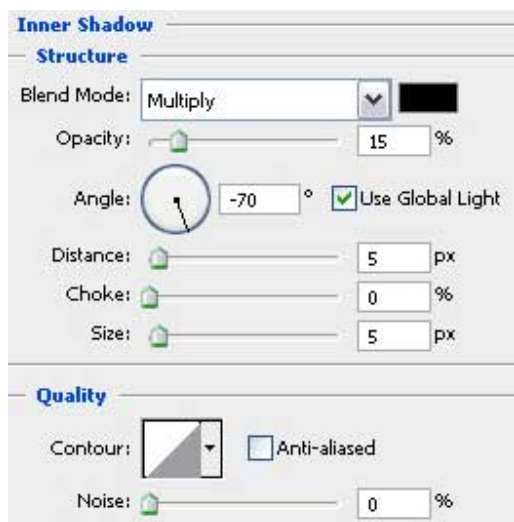 Inner Shadow
Structure
Blend Mode: Multiply
Opacity: 15 %
Angle: -70 ° Use Global Light
Distance: 5 px
Choke: 0 %
Size: 5 px
Quality
Contour: Anti-aliased
Noise: 0 %